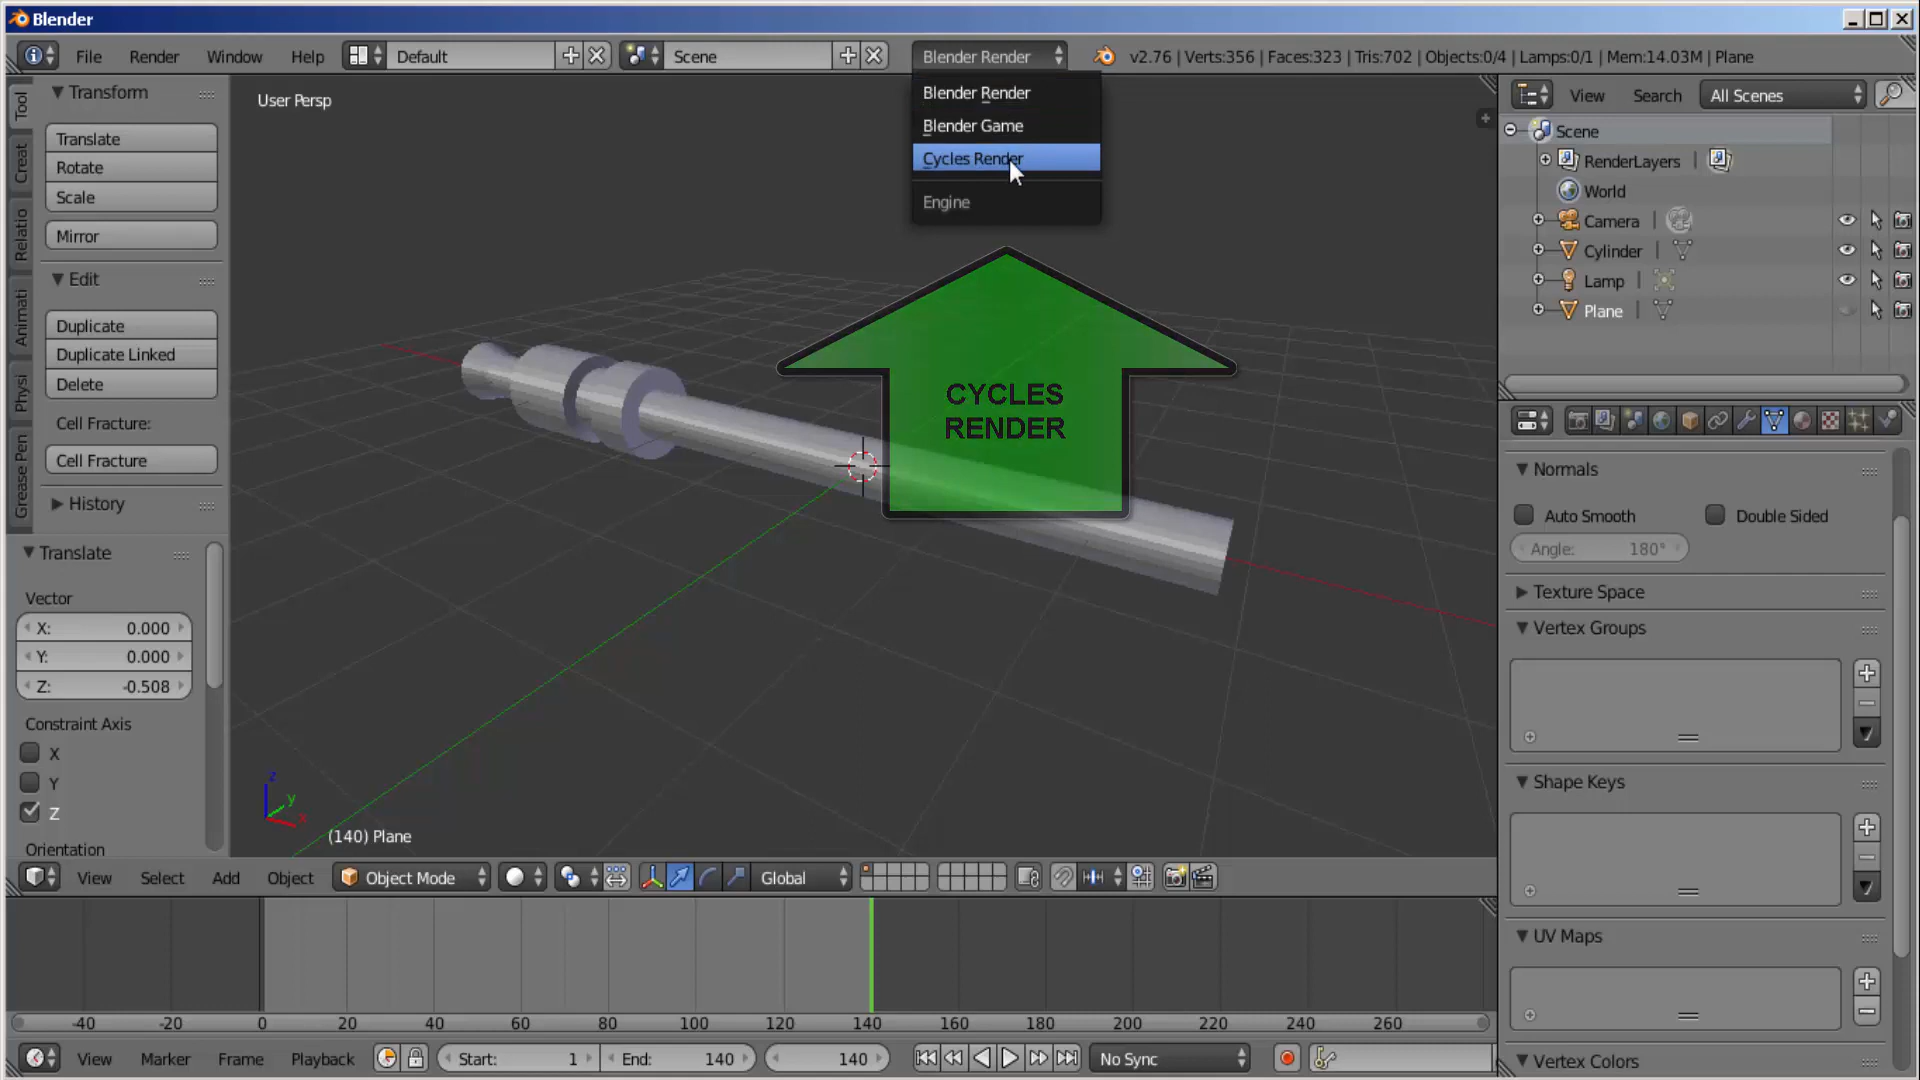 Blender
File
Render
Window
Help
Default
Scene
Blender Render
v2.76 | Verts:356 | Faces:323 | Tris:702 | Objects:0/4 | Lamps:0/1 | Mem:14.03M | Plane
Blender Render
Blender Game
Cycles Render
Engine
CYCLES
RENDER
Tool
Creat
Relatio
Animati
Physi
Grease Pen
Transform
Translate
Rotate
Scale
Mirror
Edit
Duplicate
Duplicate Linked
Delete
Cell Fracture:
Cell Fracture
History
Translate
Vector
X: 0.000
Y: 0.000
Z: -0.508
Constraint Axis
X
Y
Z
Orientation
User Persp
z
y
x
(140) Plane
View
Select
Add
Object
Object Mode
Global
-40 -20 0 20 40 60 80 100 120 140 160 180 200 220 240 260
View
Marker
Frame
Playback
Start: 1
End: 140
140
No Sync
View
Search
All Scenes
Scene
RenderLayers |
World
Camera |
Cylinder |
Lamp |
Plane |
Normals
Auto Smooth
Double Sided
Angle: 180°
Texture Space
Vertex Groups
Shape Keys
UV Maps
Vertex Colors